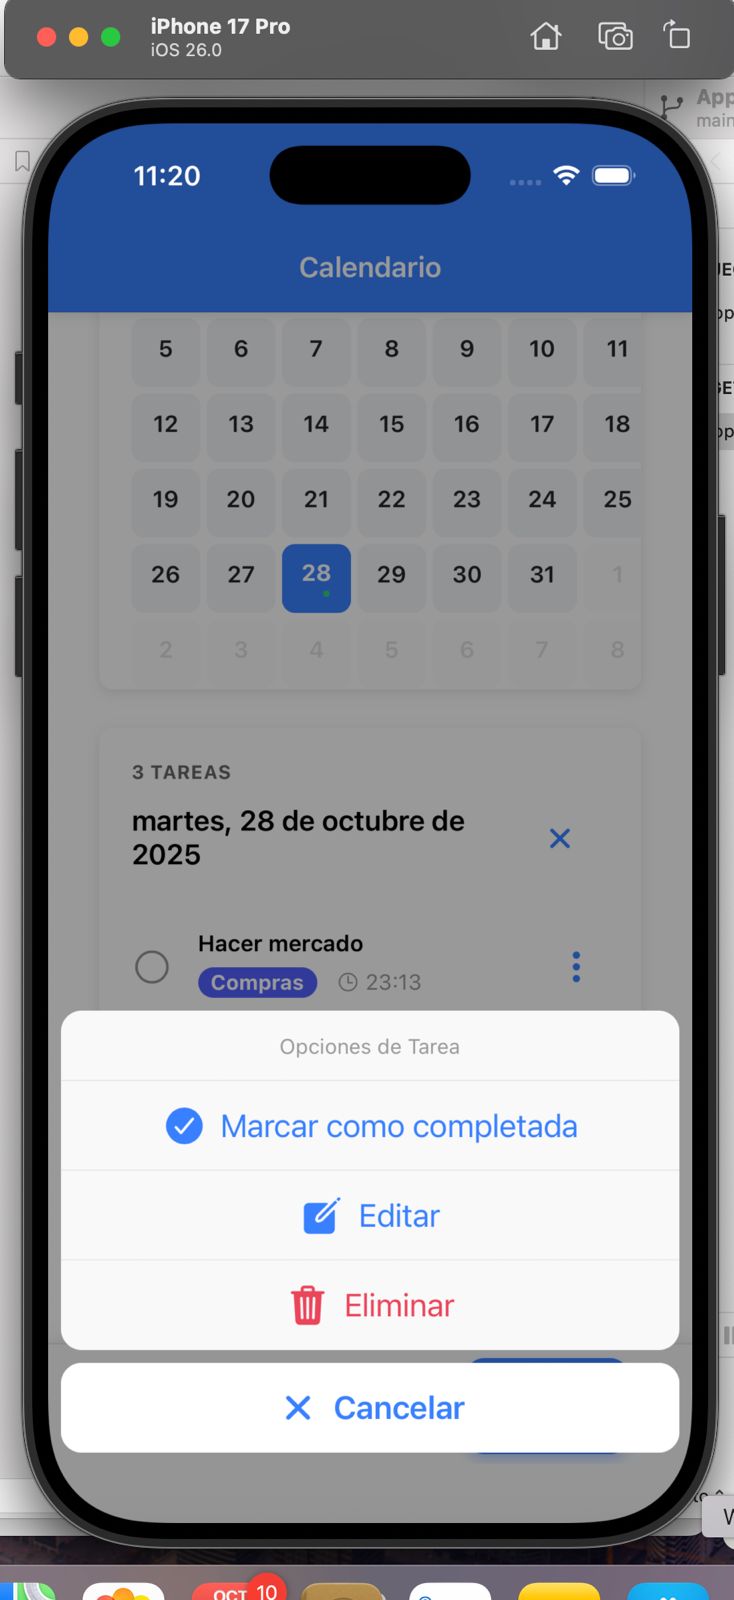 iPhone 17 Pro
iOS 26.0
App
main
11:20
Calendario
5 6 7 8 9 10 11
12 13 14 15 16 17 18
19 20 21 22 23 24 25
26 27 28 29 30 31 1
2 3 4 5 6 7 8
3 TAREAS
martes, 28 de octubre de
2025
Hacer mercado
Compras 23:13
Opciones de Tarea
Marcar como completada
Editar
Eliminar
Cancelar
OCT 10